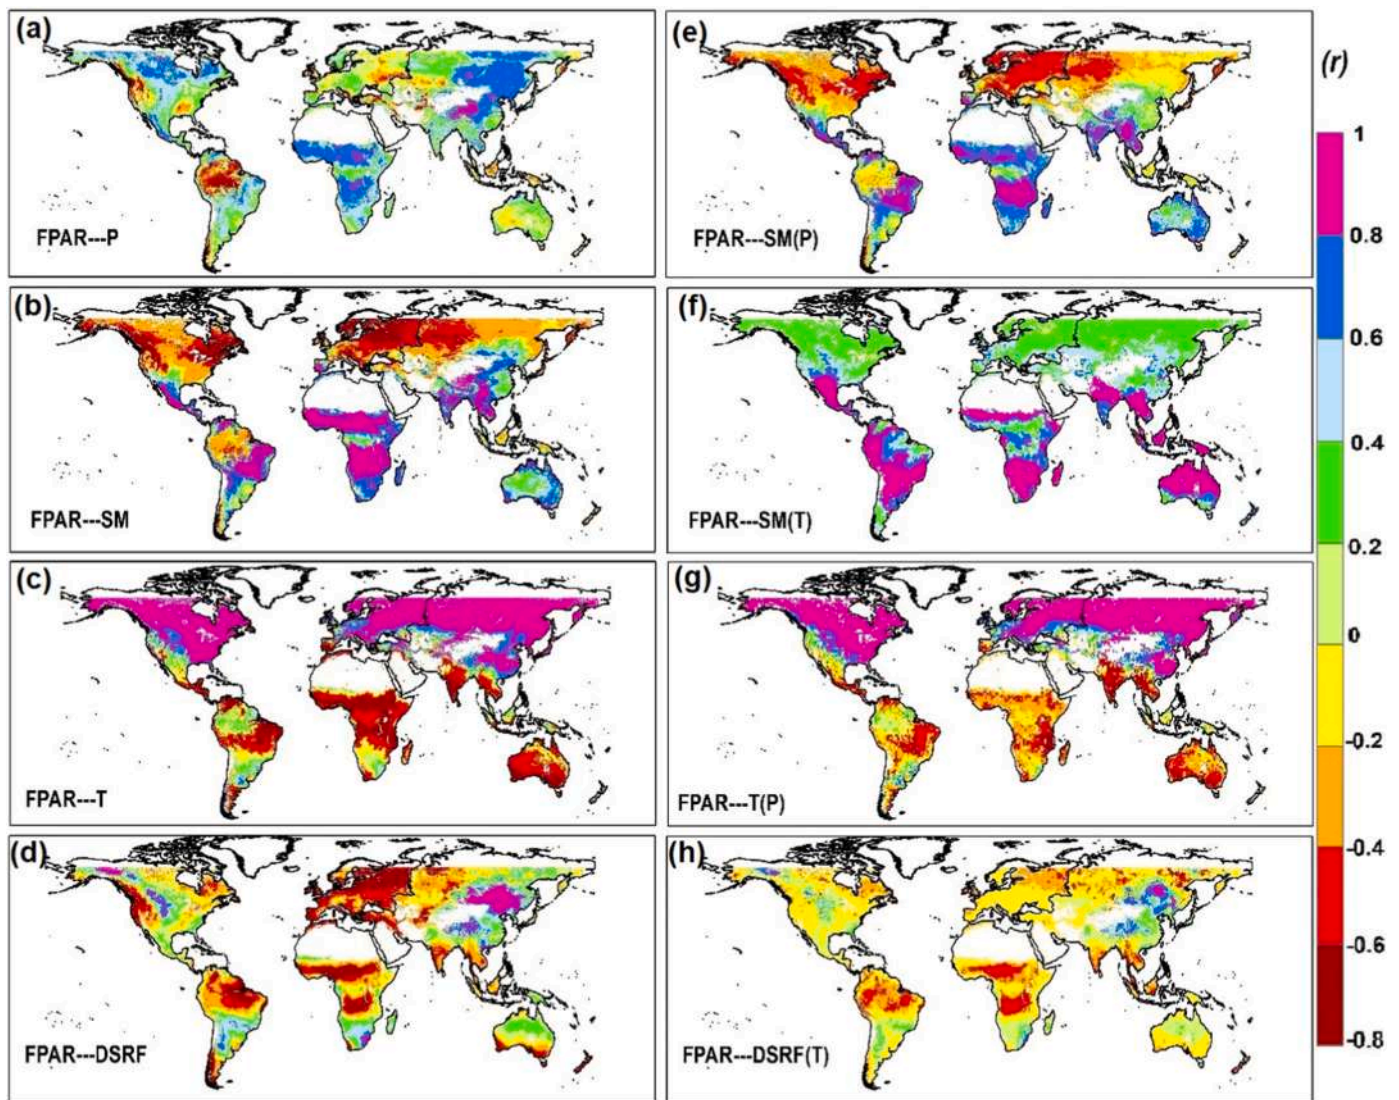 (a)
FPAR---P
(b)
FPAR---SM
(c)
FPAR---T
(d)
FPAR---DSRF
(e)
FPAR---SM(P)
(f)
FPAR---SM(T)
(g)
FPAR---T(P)
(h)
FPAR---DSRF(T)
(r)
1
0.8
0.6
0.4
0.2
0
-0.2
-0.4
-0.6
-0.8